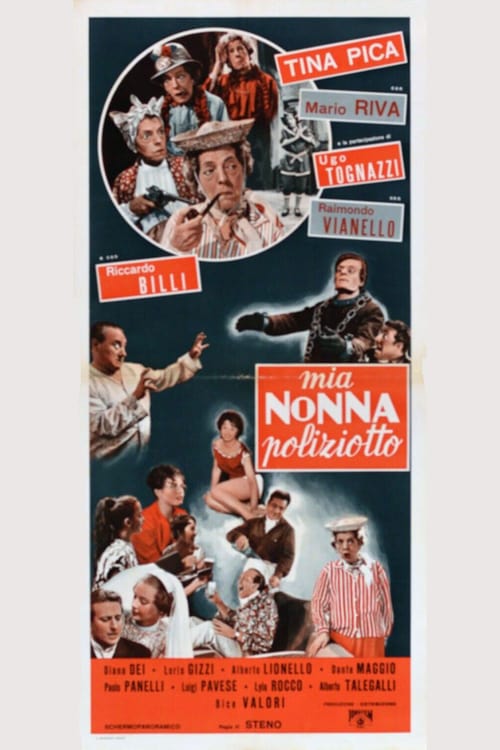 TINA PICA
Mario RIVA
e la partecipazione di
Ugo
TOGNAZZI
Raimondo
VIANELLO
e con
Riccardo
BILLI
mia
NONNA
poliziotto
Diana DEI - Loris GIZZI - Alberto LIONELLO - Dante MAGGIO
Paolo PANELLI - Luigi PAVESE - Lyla ROCCO - Alberto TALEGALLI
Bice VALORI
PRODUZIONE - DISTRIBUZIONE
SCHERMOPANORAMICO
Regia di STENO